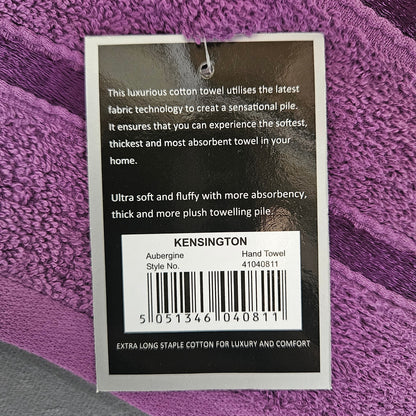 This luxurious cotton towel utilises the latest
fabric technology to creat a sensational pile.
It ensures that you can experience the softest,
thickest and most absorbent towel in your
home.
Ultra soft and fluffy with more absorbency,
thick and more plush towelling pile.
KENSINGTON
Aubergine Hand Towel
Style No. 41040811
5 051346 040811
EXTRA LONG STAPLE COTTON FOR LUXURY AND COMFORT